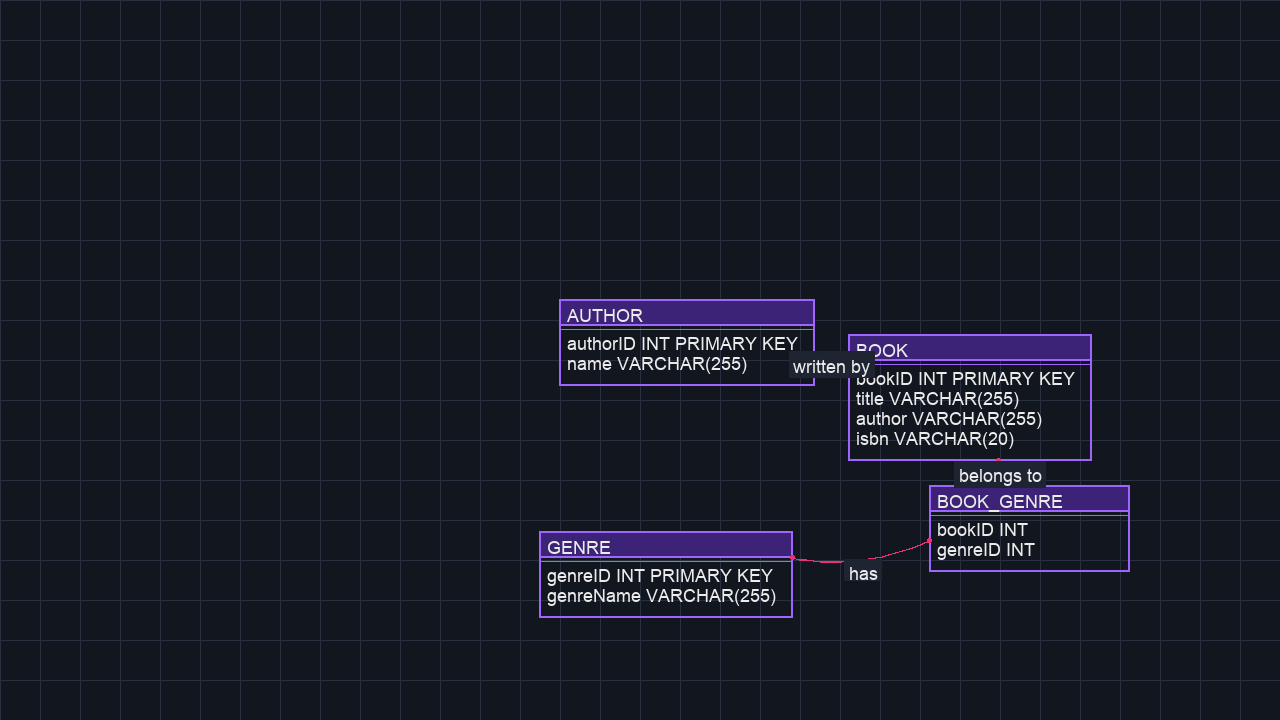 AUTHOR
authorID INT PRIMARY KEY
name VARCHAR(255)
written by
BOOK
bookID INT PRIMARY KEY
title VARCHAR(255)
author VARCHAR(255)
isbn VARCHAR(20)
belongs to
BOOK_GENRE
bookID INT
genreID INT
GENRE
genreID INT PRIMARY KEY
genreName VARCHAR(255)
has